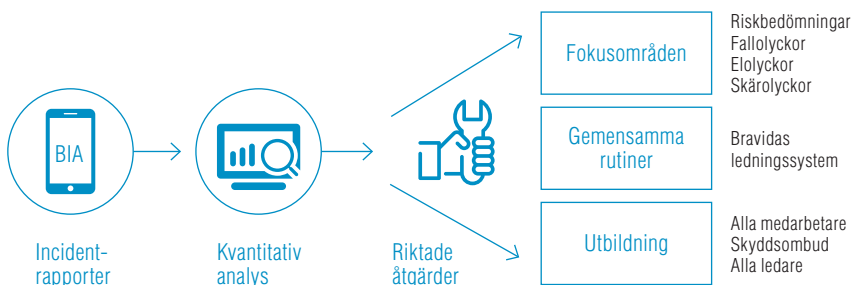 BIA
Incident-
rapporter
Kvantitativ
analys
Riktade
åtgärder
Fokusområden
Riskbedömningar
Fallolyckor
Elolyckor
Skärolyckor
Gemensamma
rutiner
Bravidas
ledningssystem
Utbildning
Alla medarbetare
Skyddsombud
Alla ledare